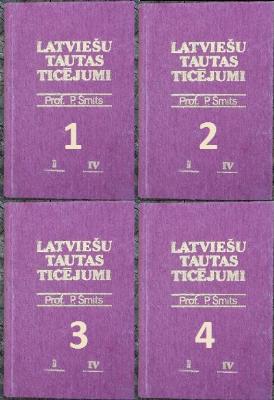 LATVIEŠU
TAUTAS
TICĒJUMI
Prof. P. Šmits
1
IV
LATVIEŠU
TAUTAS
TICĒJUMI
Prof. P. Šmits
2
IV
LATVIEŠU
TAUTAS
TICĒJUMI
Prof. P. Šmits
3
IV
LATVIEŠU
TAUTAS
TICĒJUMI
Prof. P. Šmits
4
IV